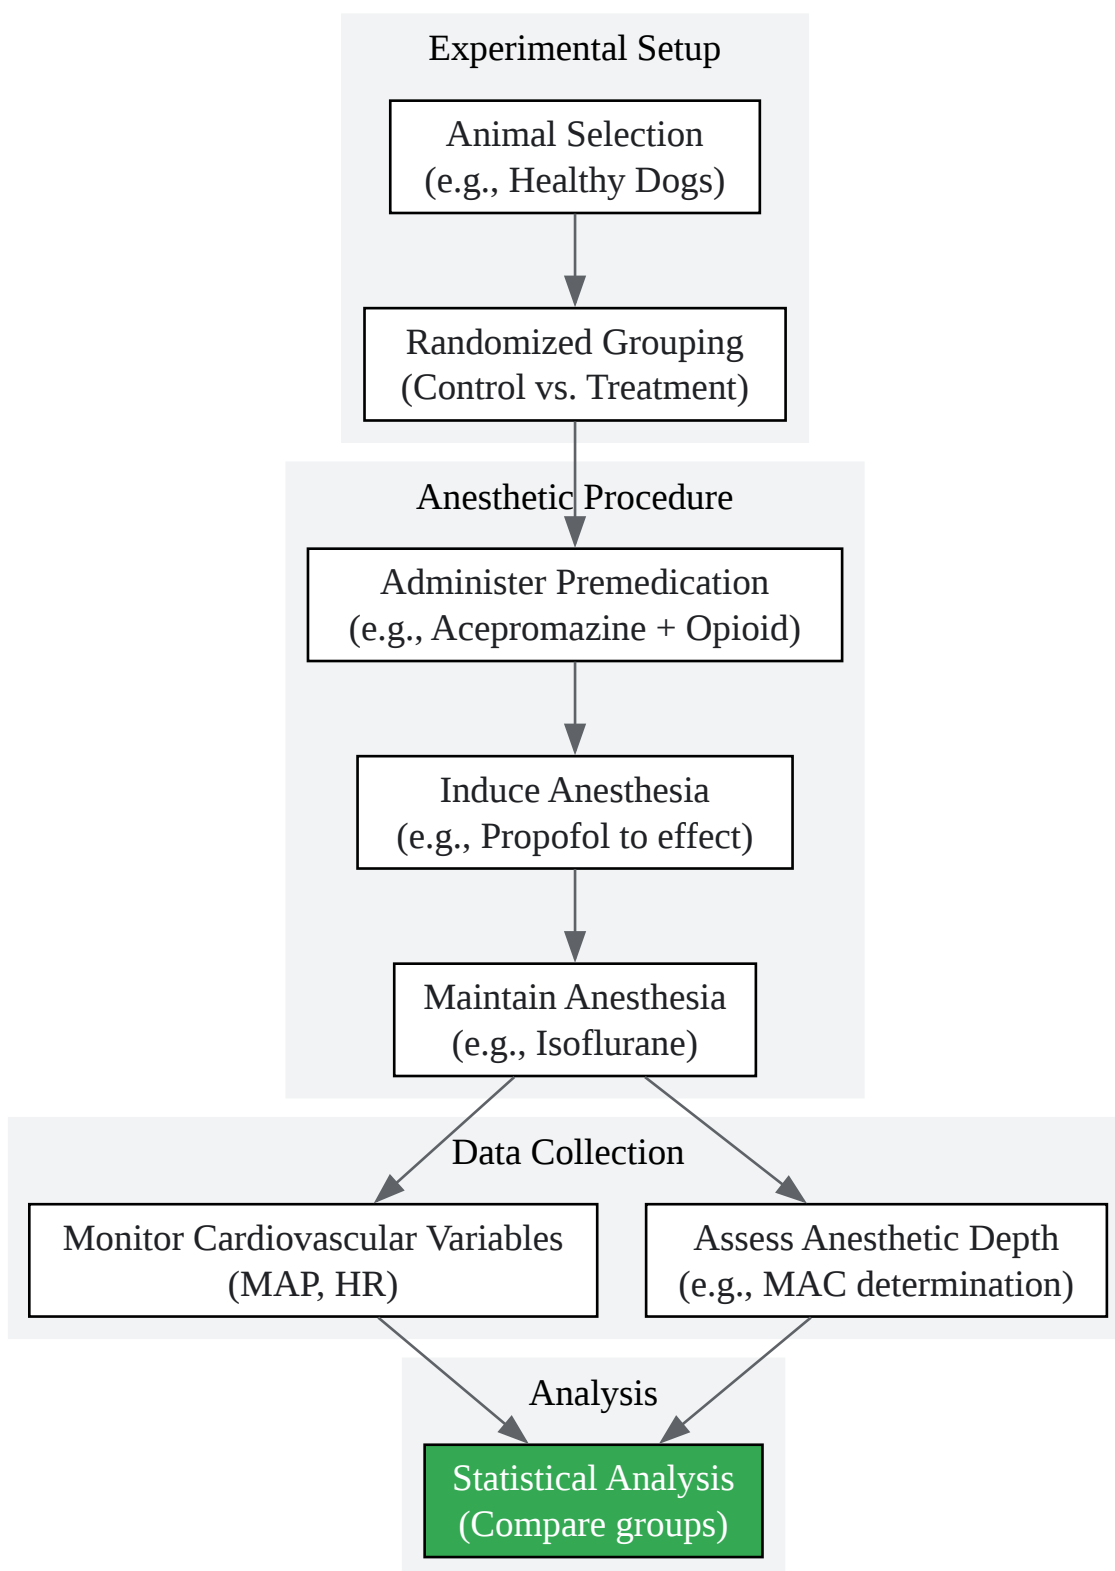 Experimental Setup
Animal Selection
(e.g., Healthy Dogs)
Randomized Grouping
(Control vs. Treatment)
Anesthetic Procedure
Administer Premedication
(e.g., Acepromazine + Opioid)
Induce Anesthesia
(e.g., Propofol to effect)
Maintain Anesthesia
(e.g., Isoflurane)
Data Collection
Monitor Cardiovascular Variables
(MAP, HR)
Assess Anesthetic Depth
(e.g., MAC determination)
Analysis
Statistical Analysis
(Compare groups)